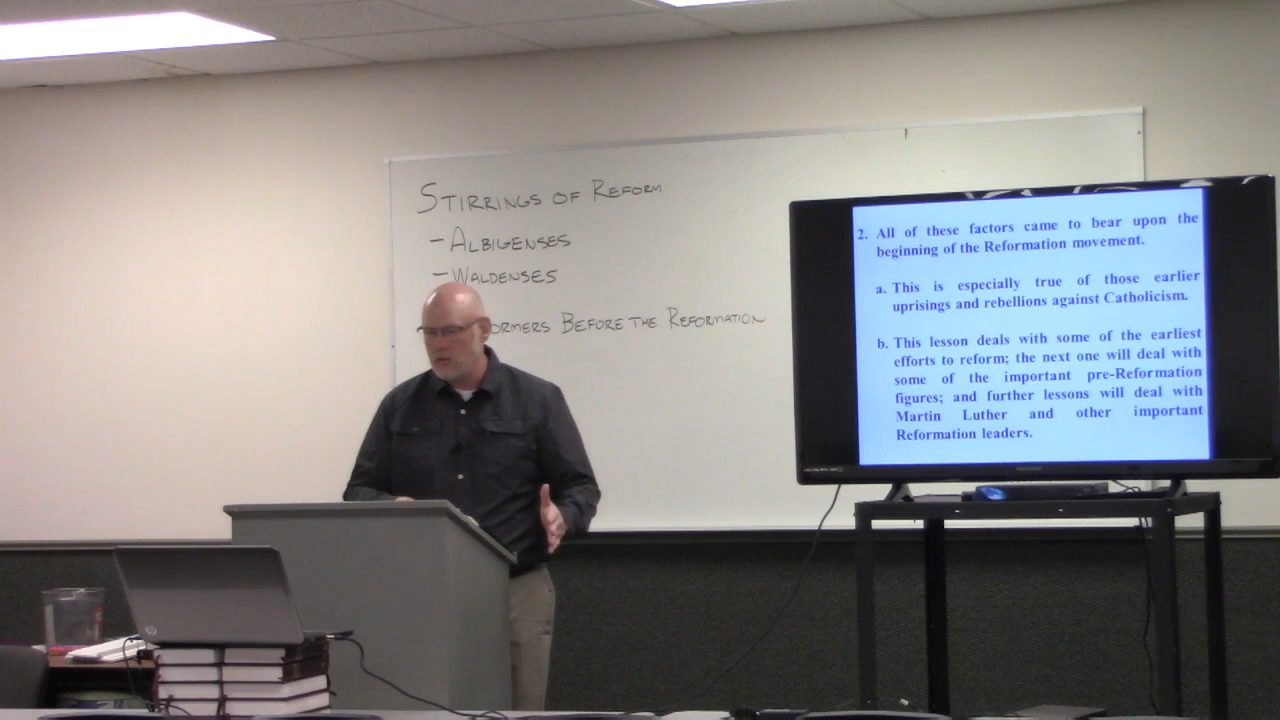 STIRRINGS OF REFORM
- ALBIGENSES
- WALDENSES
ORMERS BEFORE THE REFORMATION
2. All of these factors came to bear upon the
beginning of the Reformation movement.
a. This is especially true of those earlier
uprisings and rebellions against Catholicism.
b. This lesson deals with some of the earliest
efforts to reform; the next one will deal with
some of the important pre-Reformation
figures; and further lessons will deal with
Martin Luther and other important
Reformation leaders.
hp